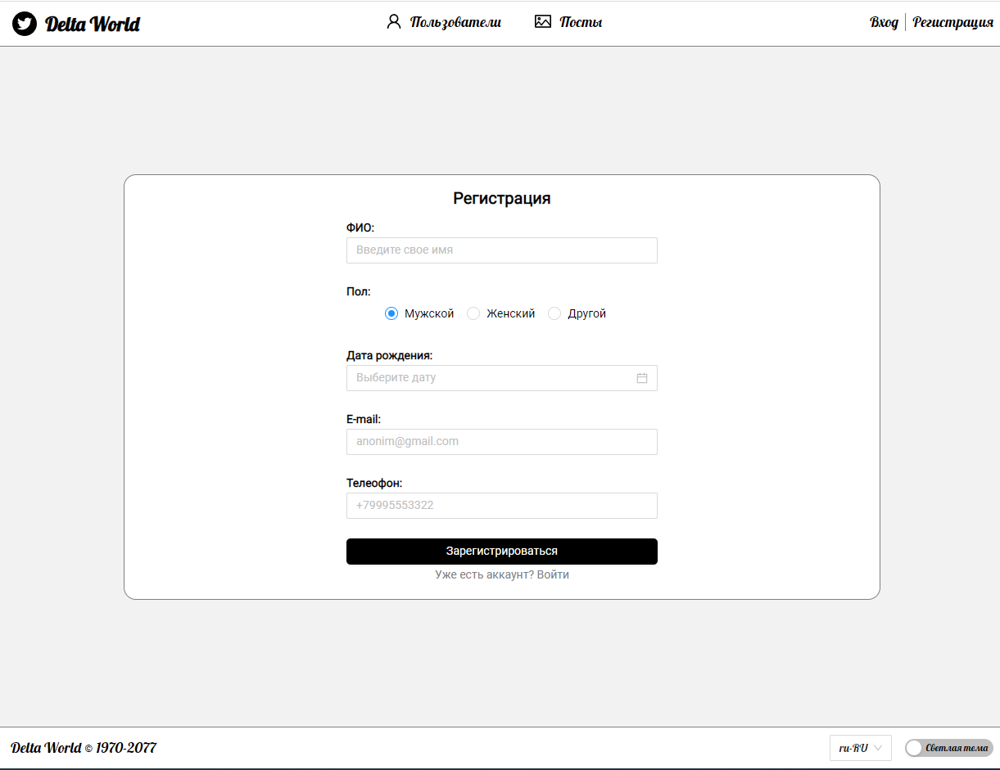 Delta World
Пользователи
Посты
Вход
Регистрация
Регистрация
ФИО:
Введите свое имя
Пол:
Мужской
Женский
Другой
Дата рождения:
Выберите дату
E-mail:
anonim@gmail.com
Телеофон:
+79995553322
Зарегистрироваться
Уже есть аккаунт? Войти
Delta World © 1970-2077
ru-RU
Светлая тема